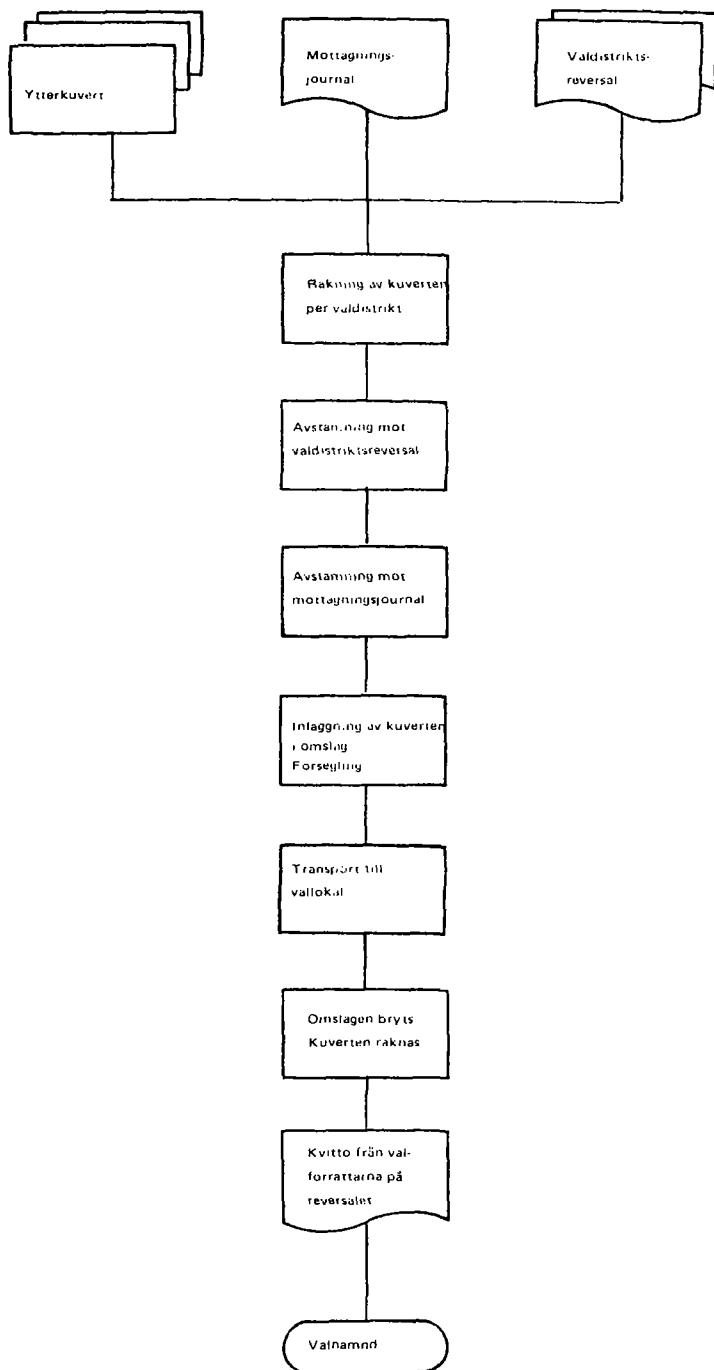 Ytterkuvert
Mottagnings-
journal
Valdistrikts-
reversal
Räkning av kuverten
per valdistrikt
Avstämning mot
valdistriktsreversal
Avstämning mot
mottagningsjournal
Inläggning av kuverten
i omslag
Försegling
Transport till
vallokal
Omslagen bryts
Kuverten räknas
Kvitto från val-
förrättarna på
reversalet
Valnämnd